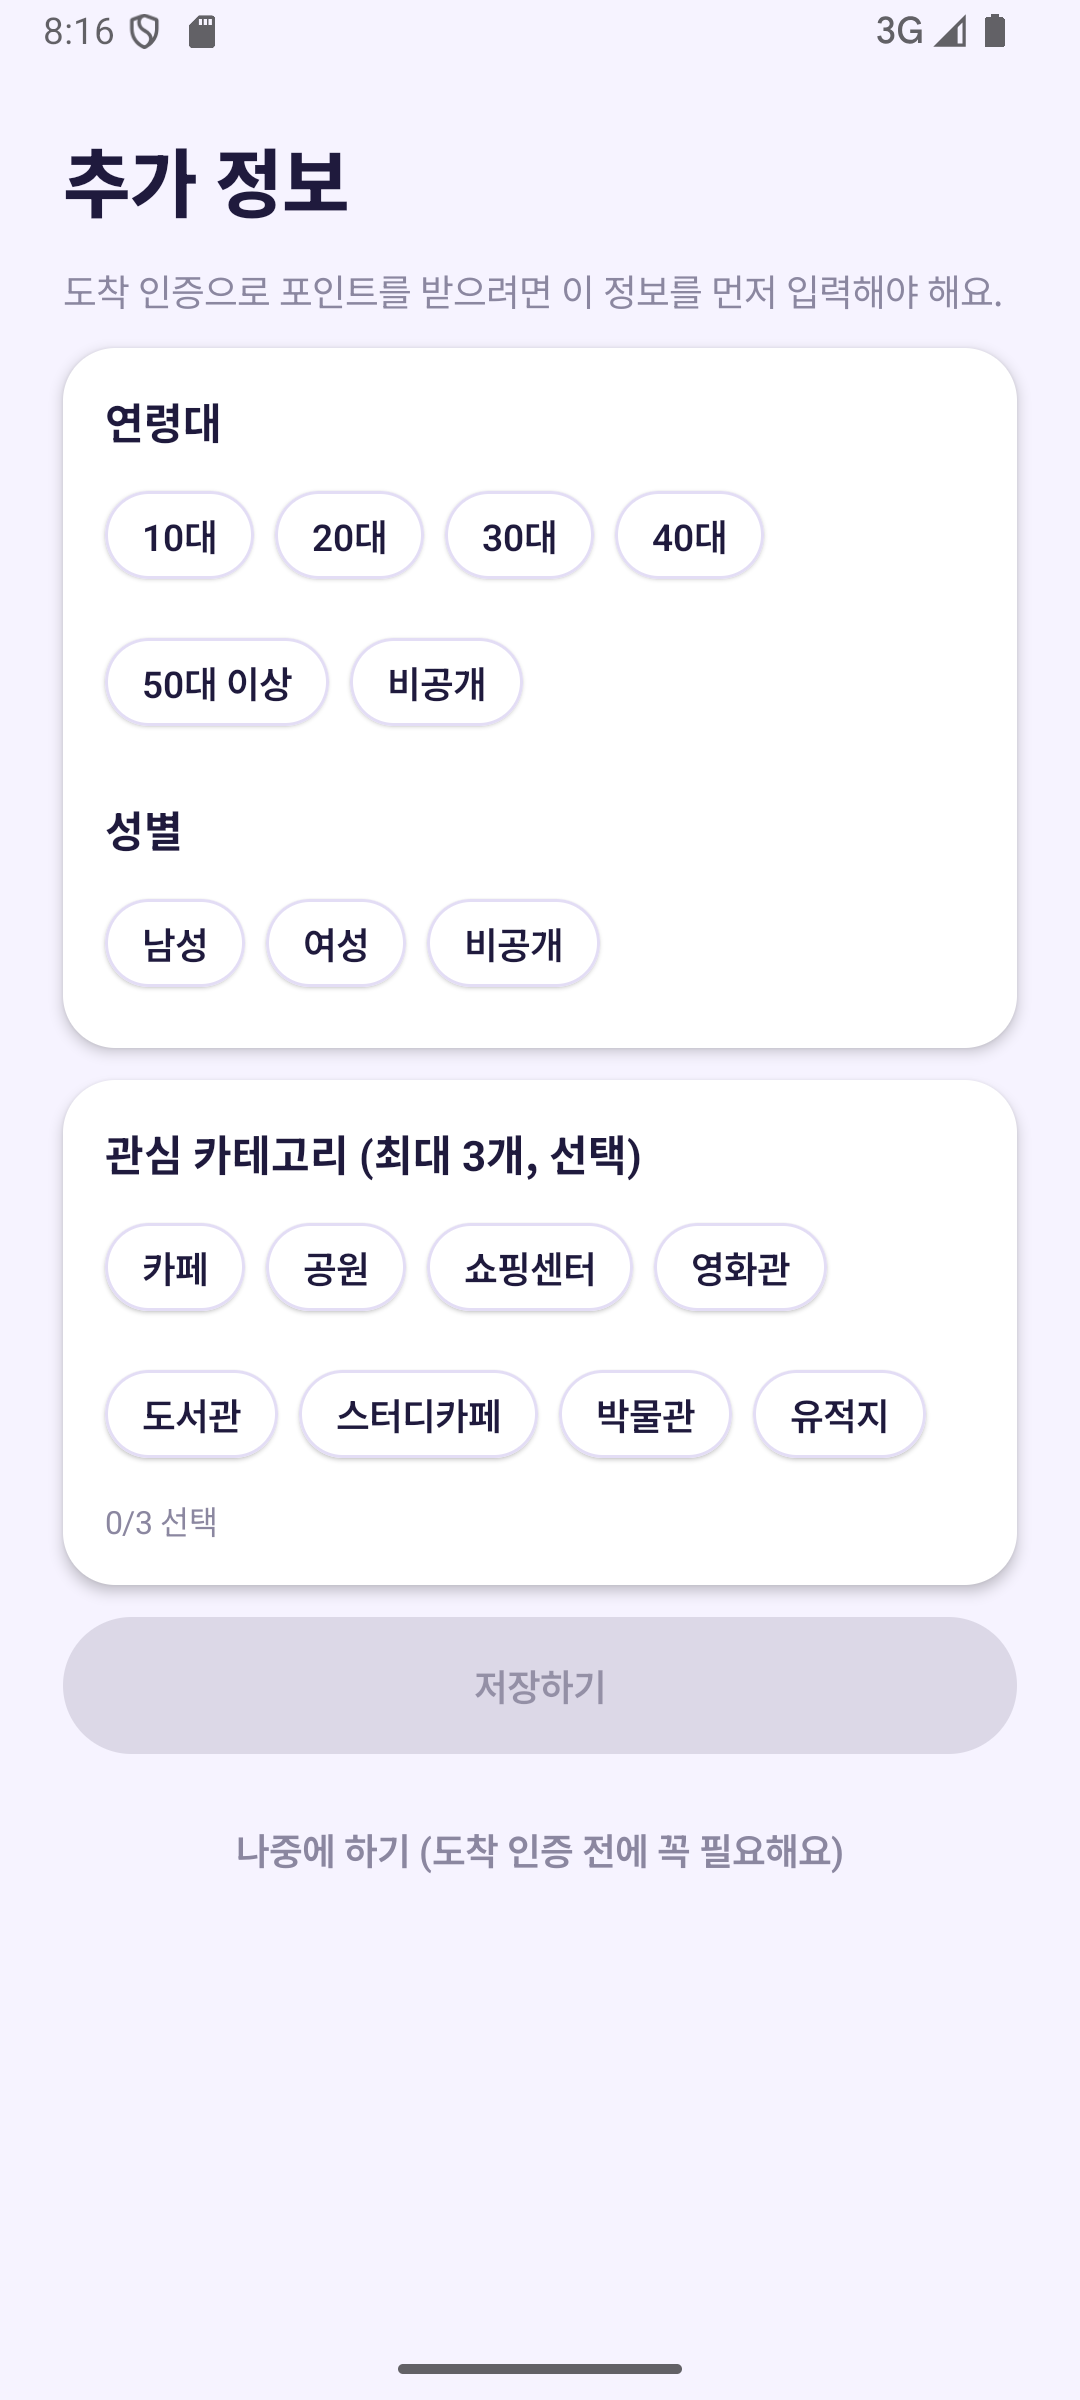 8:16
3G
추가 정보
도착 인증으로 포인트를 받으려면 이 정보를 먼저 입력해야 해요.
연령대
10대 20대 30대 40대
50대 이상 비공개
성별
남성 여성 비공개
관심 카테고리 (최대 3개, 선택)
카페 공원 쇼핑센터 영화관
도서관 스터디카페 박물관 유적지
0/3 선택
저장하기
나중에 하기 (도착 인증 전에 꼭 필요해요)